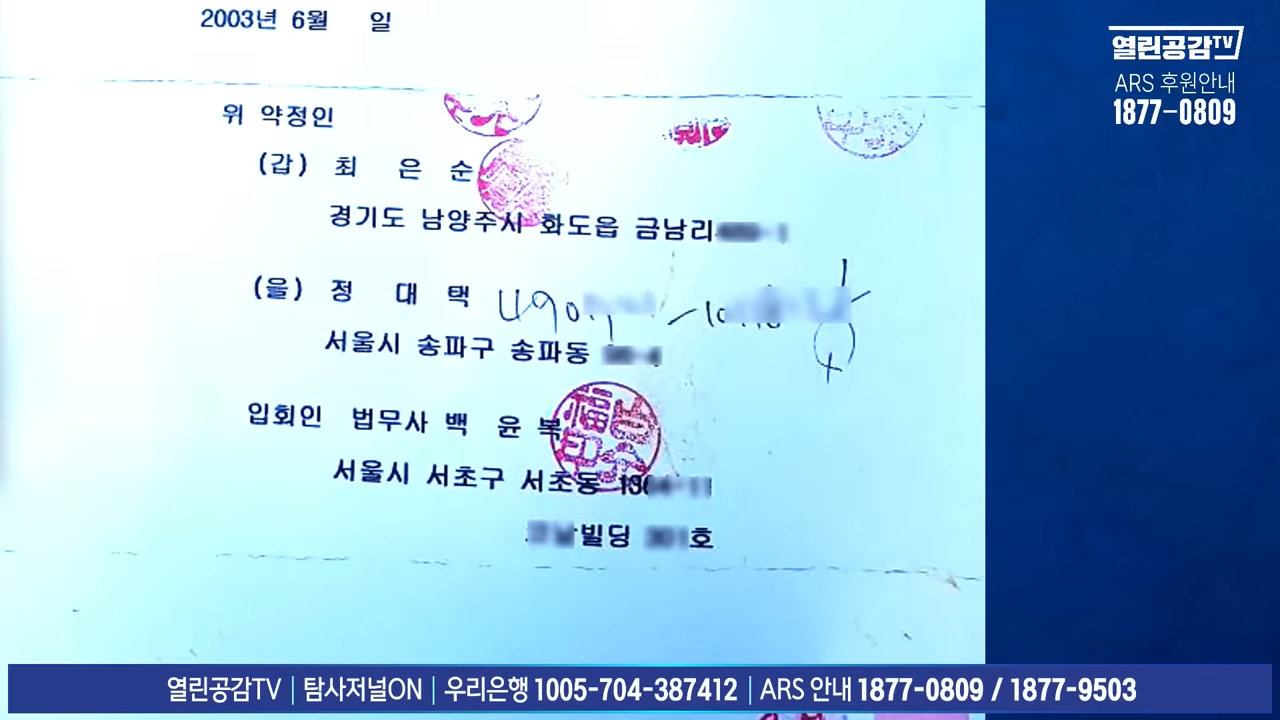 2003년 6월 일
위 약정인
(갑) 최 은 순
경기도 남양주시 화도읍 금남리
(을) 정 대 택
서울시 송파구 송파동
입회인 법무사 백 윤 복
서울시 서초구 서초동
빌딩 호
열린공감TV
ARS 후원안내
1877-0809
열린공감TV | 탐사저널ON | 우리은행 1005-704-387412 | ARS 안내 1877-0809 / 1877-9503